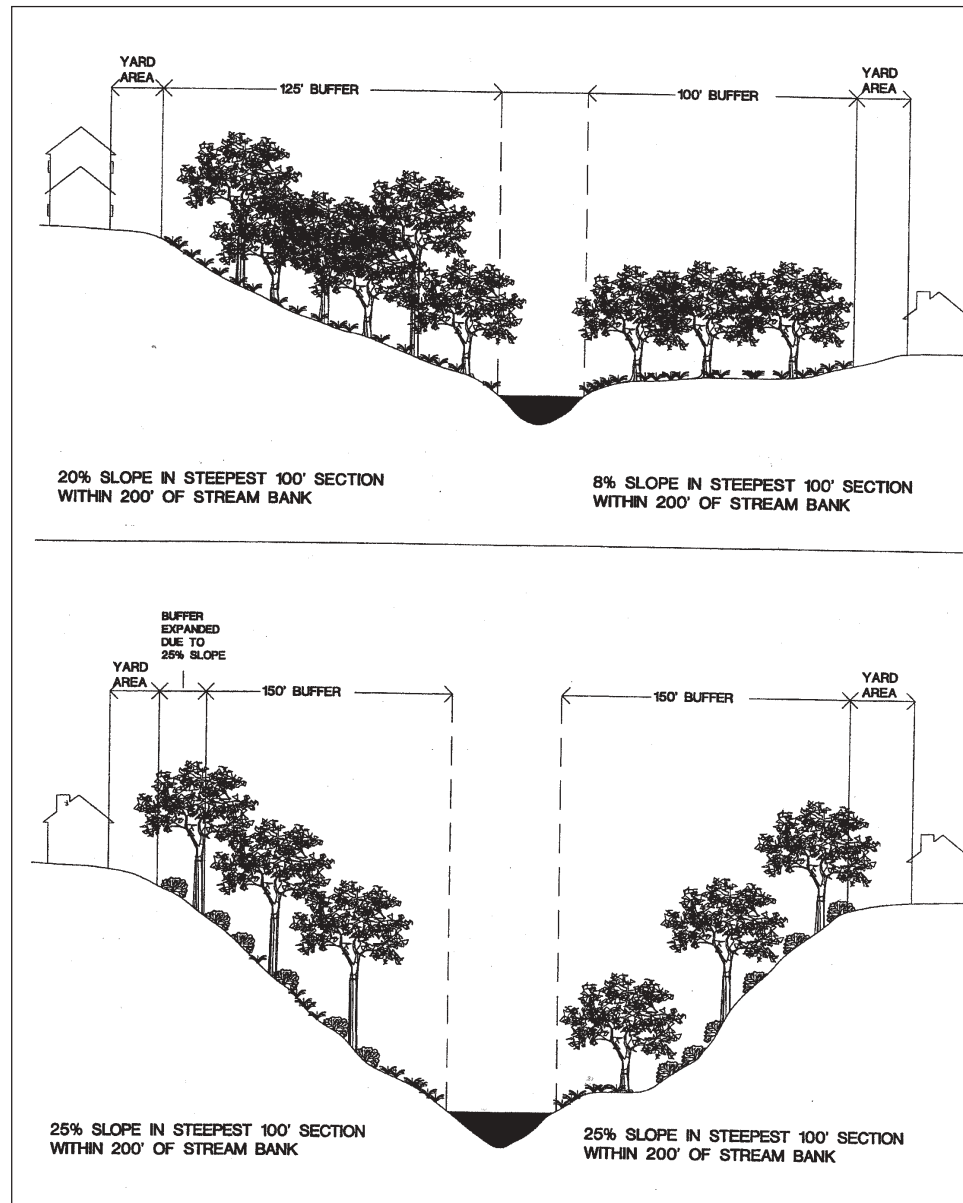 YARD
AREA
125' BUFFER
100' BUFFER
YARD
AREA
20% SLOPE IN STEEPEST 100' SECTION
WITHIN 200' OF STREAM BANK
8% SLOPE IN STEEPEST 100' SECTION
WITHIN 200' OF STREAM BANK
BUFFER
EXPANDED
DUE TO
25% SLOPE
YARD
AREA
150' BUFFER
150' BUFFER
YARD
AREA
25% SLOPE IN STEEPEST 100' SECTION
WITHIN 200' OF STREAM BANK
25% SLOPE IN STEEPEST 100' SECTION
WITHIN 200' OF STREAM BANK